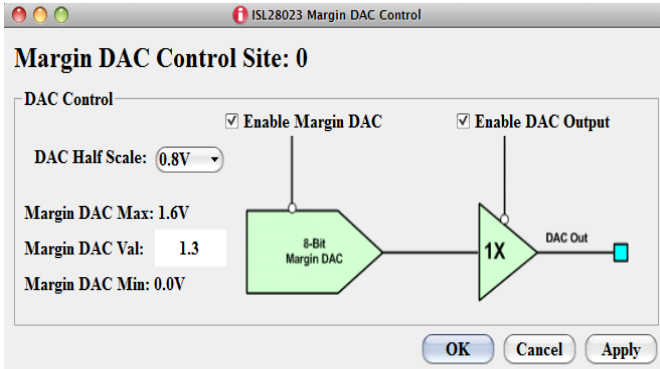 ISL28023 Margin DAC Control
Margin DAC Control Site: 0
DAC Control
Enable Margin DAC
Enable DAC Output
DAC Half Scale: 0.8V
Margin DAC Max: 1.6V
Margin DAC Val: 1.3
Margin DAC Min: 0.0V
8-Bit
Margin DAC
1X
DAC Out
OK
Cancel
Apply